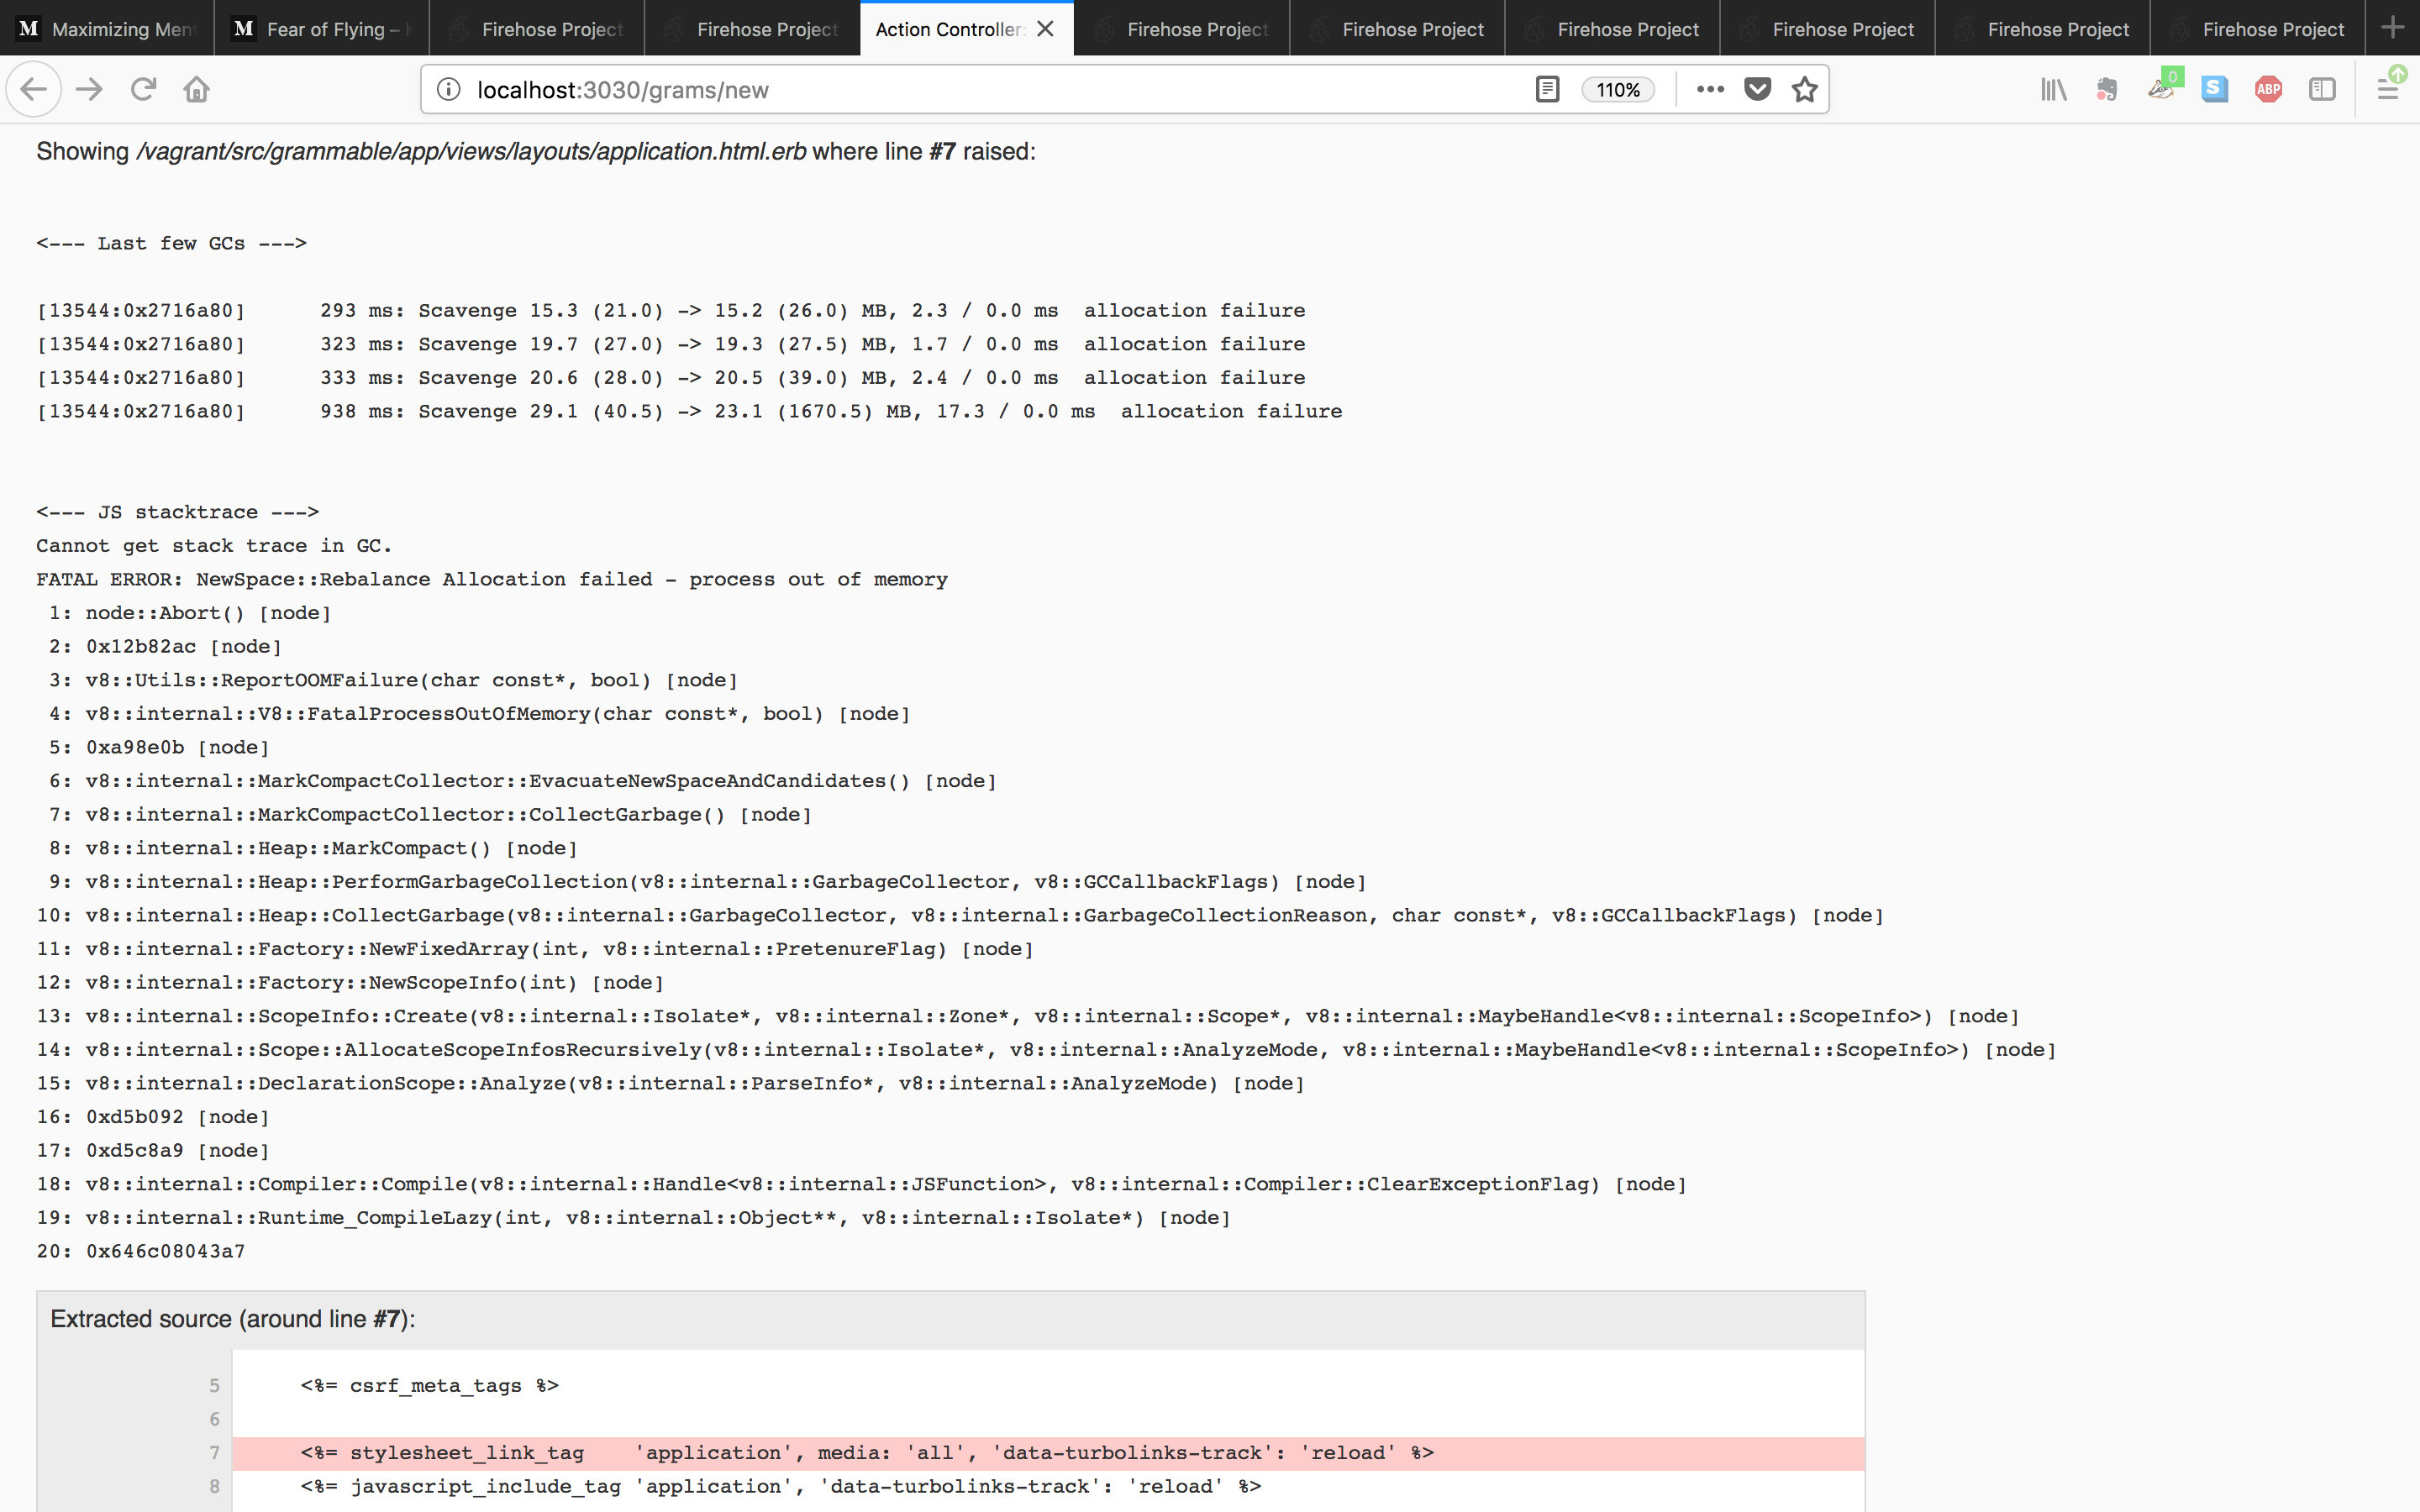 Maximizing Men
Fear of Flying –
Firehose Project
Firehose Project
Action Controller:
Firehose Project
Firehose Project
Firehose Project
Firehose Project
Firehose Project
Firehose Project
localhost:3030/grams/new
110%
0
S
ABP
Showing /vagrant/src/grammable/app/views/layouts/application.html.erb where line #7 raised:
<--- Last few GCs --->
[13544:0x2716a80]      293 ms: Scavenge 15.3 (21.0) -> 15.2 (26.0) MB, 2.3 / 0.0 ms  allocation failure
[13544:0x2716a80]      323 ms: Scavenge 19.7 (27.0) -> 19.3 (27.5) MB, 1.7 / 0.0 ms  allocation failure
[13544:0x2716a80]      333 ms: Scavenge 20.6 (28.0) -> 20.5 (39.0) MB, 2.4 / 0.0 ms  allocation failure
[13544:0x2716a80]      938 ms: Scavenge 29.1 (40.5) -> 23.1 (1670.5) MB, 17.3 / 0.0 ms  allocation failure
<--- JS stacktrace --->
Cannot get stack trace in GC.
FATAL ERROR: NewSpace::Rebalance Allocation failed - process out of memory
1: node::Abort() [node]
2: 0x12b82ac [node]
3: v8::Utils::ReportOOMFailure(char const*, bool) [node]
4: v8::internal::V8::FatalProcessOutOfMemory(char const*, bool) [node]
5: 0xa98e0b [node]
6: v8::internal::MarkCompactCollector::EvacuateNewSpaceAndCandidates() [node]
7: v8::internal::MarkCompactCollector::CollectGarbage() [node]
8: v8::internal::Heap::MarkCompact() [node]
9: v8::internal::Heap::PerformGarbageCollection(v8::internal::GarbageCollector, v8::GCCallbackFlags) [node]
10: v8::internal::Heap::CollectGarbage(v8::internal::GarbageCollector, v8::internal::GarbageCollectionReason, char const*, v8::GCCallbackFlags) [node]
11: v8::internal::Factory::NewFixedArray(int, v8::internal::PretenureFlag) [node]
12: v8::internal::Factory::NewScopeInfo(int) [node]
13: v8::internal::ScopeInfo::Create(v8::internal::Isolate*, v8::internal::Zone*, v8::internal::Scope*, v8::internal::MaybeHandle<v8::internal::ScopeInfo>) [node]
14: v8::internal::Scope::AllocateScopeInfosRecursively(v8::internal::Isolate*, v8::internal::AnalyzeMode, v8::internal::MaybeHandle<v8::internal::ScopeInfo>) [node]
15: v8::internal::DeclarationScope::Analyze(v8::internal::ParseInfo*, v8::internal::AnalyzeMode) [node]
16: 0xd5b092 [node]
17: 0xd5c8a9 [node]
18: v8::internal::Compiler::Compile(v8::internal::Handle<v8::internal::JSFunction>, v8::internal::Compiler::ClearExceptionFlag) [node]
19: v8::internal::Runtime_CompileLazy(int, v8::internal::Object**, v8::internal::Isolate*) [node]
20: 0x646c08043a7
Extracted source (around line #7):
5 <%= csrf_meta_tags %>
6
7 <%= stylesheet_link_tag    'application', media: 'all', 'data-turbolinks-track': 'reload' %>
8 <%= javascript_include_tag 'application', 'data-turbolinks-track': 'reload' %>